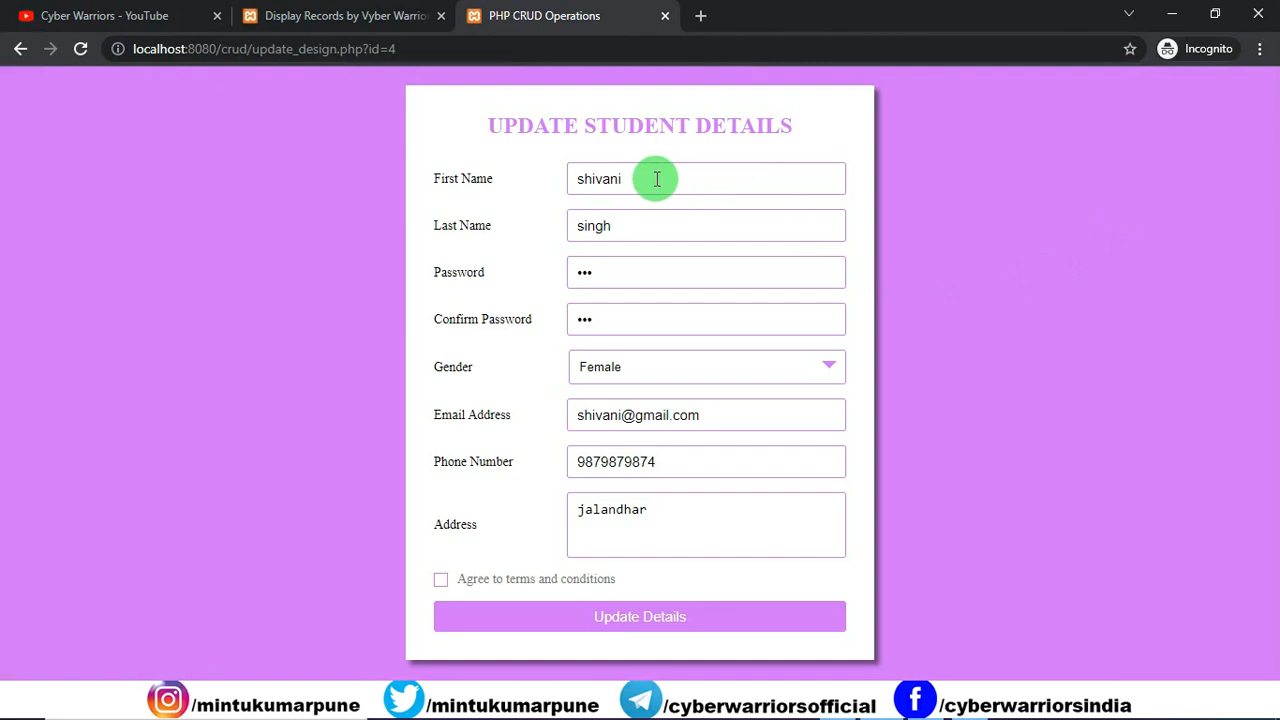 Cyber Warriors - YouTube
Display Records by Vyber Warrio
PHP CRUD Operations
localhost:8080/crud/update_design.php?id=4
Incognito
UPDATE STUDENT DETAILS
First Name
shivani
Last Name
singh
Password
•••
Confirm Password
•••
Gender
Female
Email Address
shivani@gmail.com
Phone Number
9879879874
Address
jalandhar
Agree to terms and conditions
Update Details
/mintukumarpune
/mintukumarpune
/cyberwarriorsofficial
/cyberwarriorsindia